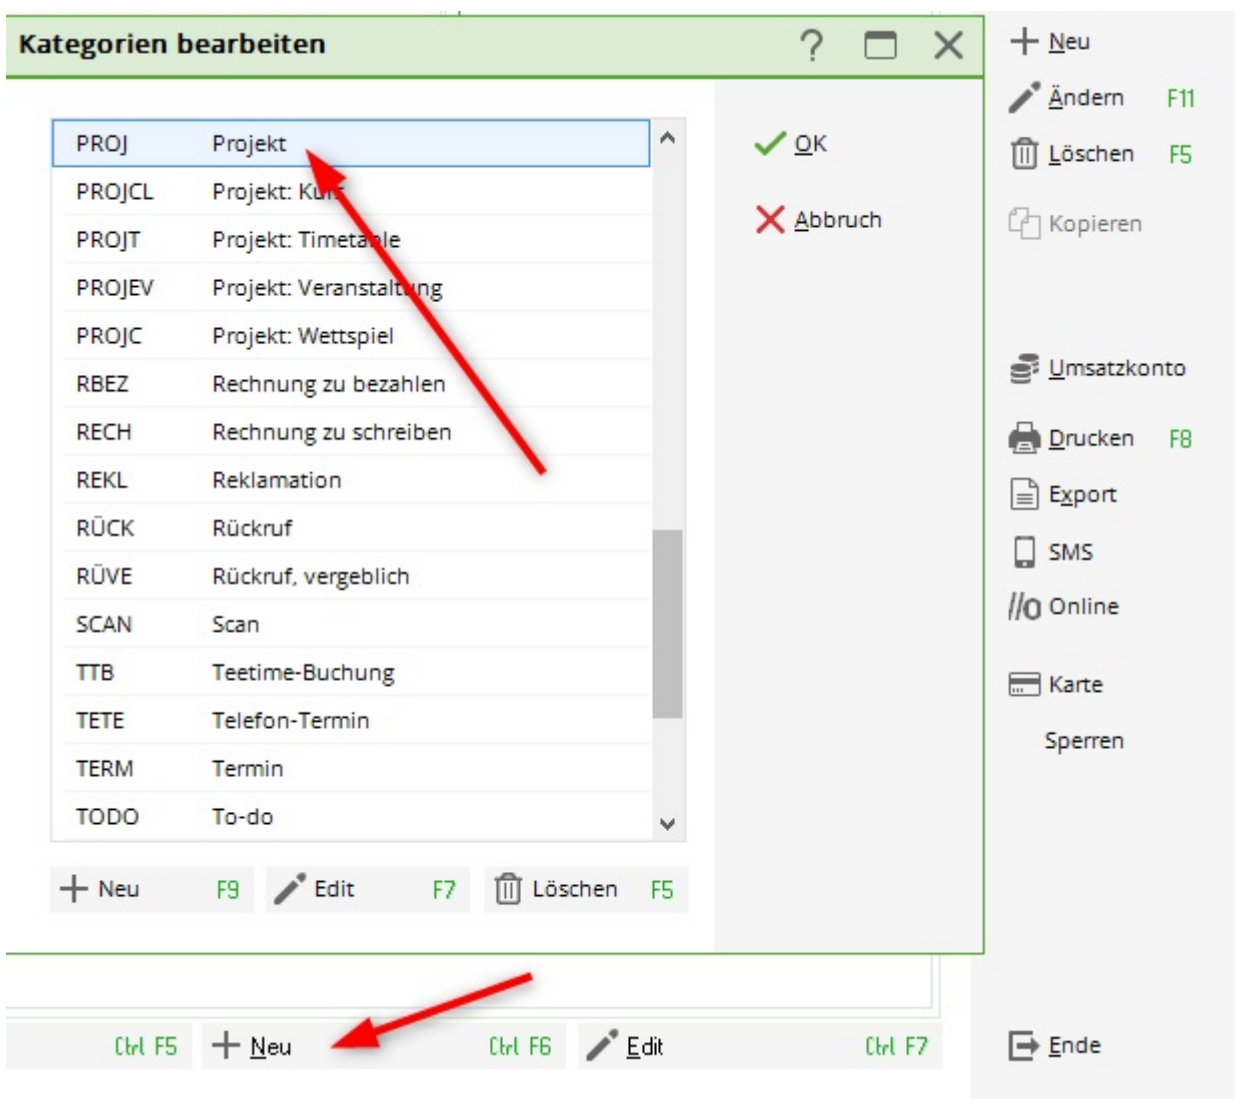 Kategorien bearbeiten ?
PROJ Projekt
PROJCL Projekt: Kurs
PROJT Projekt: Timetable
PROJEV Projekt: Veranstaltung
PROJC Projekt: Wettspiel
RBEZ Rechnung zu bezahlen
RECH Rechnung zu schreiben
REKL Reklamation
RÜCK Rückruf
RÜVE Rückruf, vergeblich
SCAN Scan
TTB Teetime-Buchung
TETE Telefon-Termin
TERM Termin
TODO To-do
Neu F9 Edit F7 Löschen F5
OK
Abbruch
Neu
Ändern F11
Löschen F5
Kopieren
Umsatzkonto
Drucken F8
Export
SMS
Online
Karte
Sperren
Ctrl F5 Neu Ctrl F6 Edit Ctrl F7
Ende